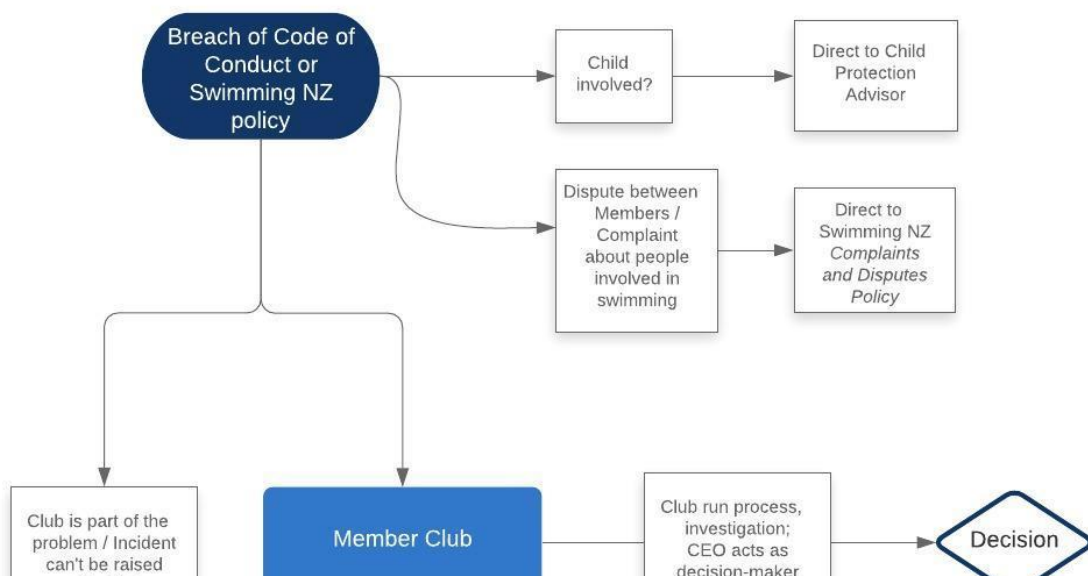 Breach of Code of
Conduct or
Swimming NZ
policy
Child
involved?
Direct to Child
Protection
Advisor
Dispute between
Members /
Complaint
about people
involved in
swimming
Direct to
Swimming NZ
Complaints
and Disputes
Policy
Club is part of the
problem / Incident
can't be raised
Member Club
Club run process,
investigation;
CEO acts as
decision-maker
Decision